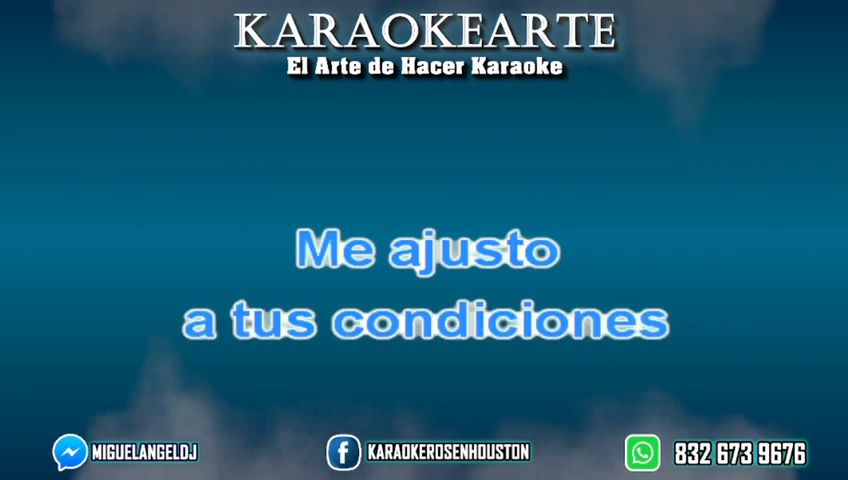 KARAOKEARTE
El Arte de Hacer Karaoke
Me ajusto
a tus condiciones
MIGUELANGELDJ KARAOKEROSENHOUSTON 832 673 9676